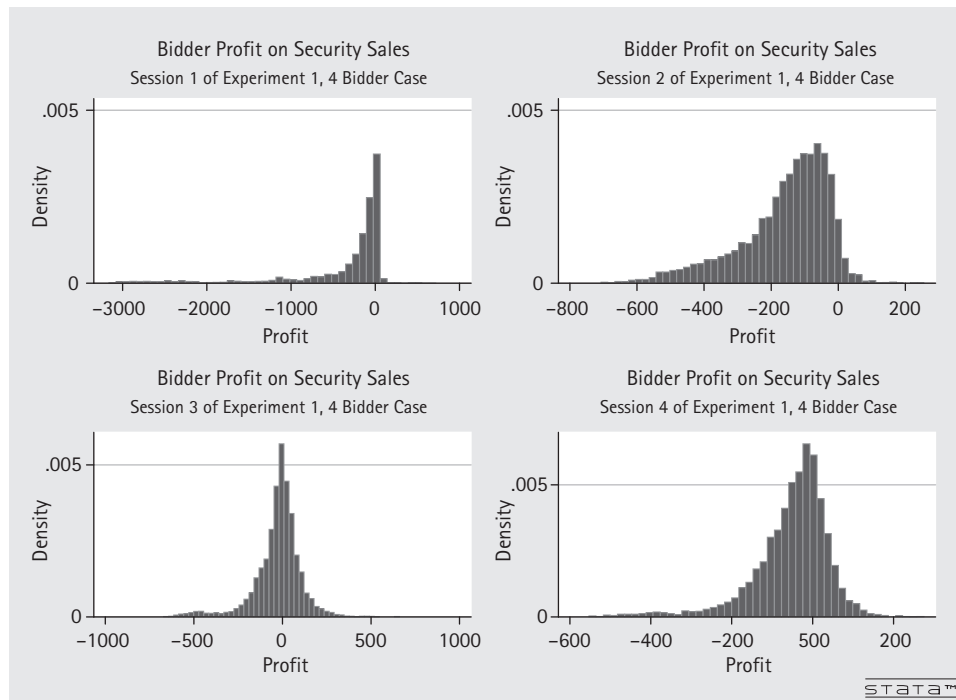 Bidder Profit on Security Sales
Session 1 of Experiment 1, 4 Bidder Case
.005
Density
0
−3000 −2000 −1000 0 1000
Profit
Bidder Profit on Security Sales
Session 2 of Experiment 1, 4 Bidder Case
.005
Density
0
−800 −600 −400 −200 0 200
Profit
Bidder Profit on Security Sales
Session 3 of Experiment 1, 4 Bidder Case
.005
Density
0
−1000 −500 0 500 1000
Profit
Bidder Profit on Security Sales
Session 4 of Experiment 1, 4 Bidder Case
.005
Density
0
−600 −400 −200 500 200
Profit
STATA™